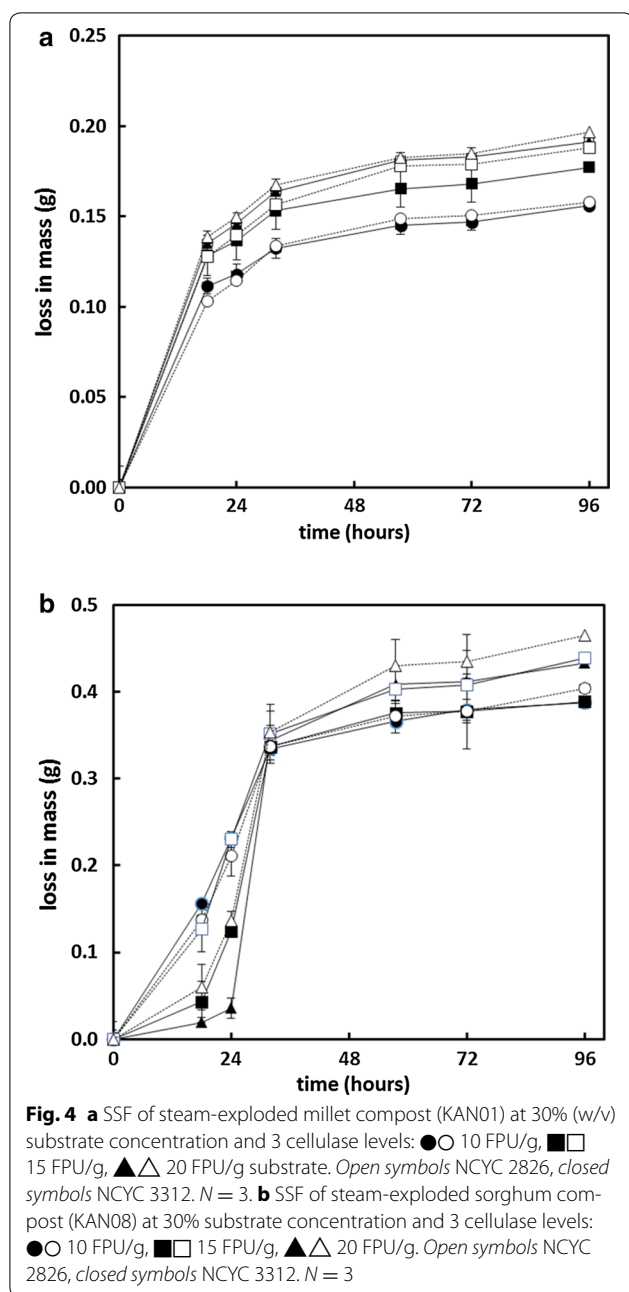 a
0.25
0.20
0.15
0.10
0.05
0.00
loss in mass (g)
0 24 48 72 96
time (hours)
b
0.5
0.4
0.3
0.2
0.1
0.0
loss in mass (g)
0 24 48 72 96
time (hours)
Fig. 4 a SSF of steam-exploded millet compost (KAN01) at 30% (w/v)
substrate concentration and 3 cellulase levels: ●○ 10 FPU/g, ■□
15 FPU/g, ▲△ 20 FPU/g substrate. Open symbols NCYC 2826, closed
symbols NCYC 3312. N = 3. b SSF of steam-exploded sorghum com-
post (KAN08) at 30% substrate concentration and 3 cellulase levels:
●○ 10 FPU/g, ■□ 15 FPU/g, ▲△ 20 FPU/g. Open symbols NCYC
2826, closed symbols NCYC 3312. N = 3